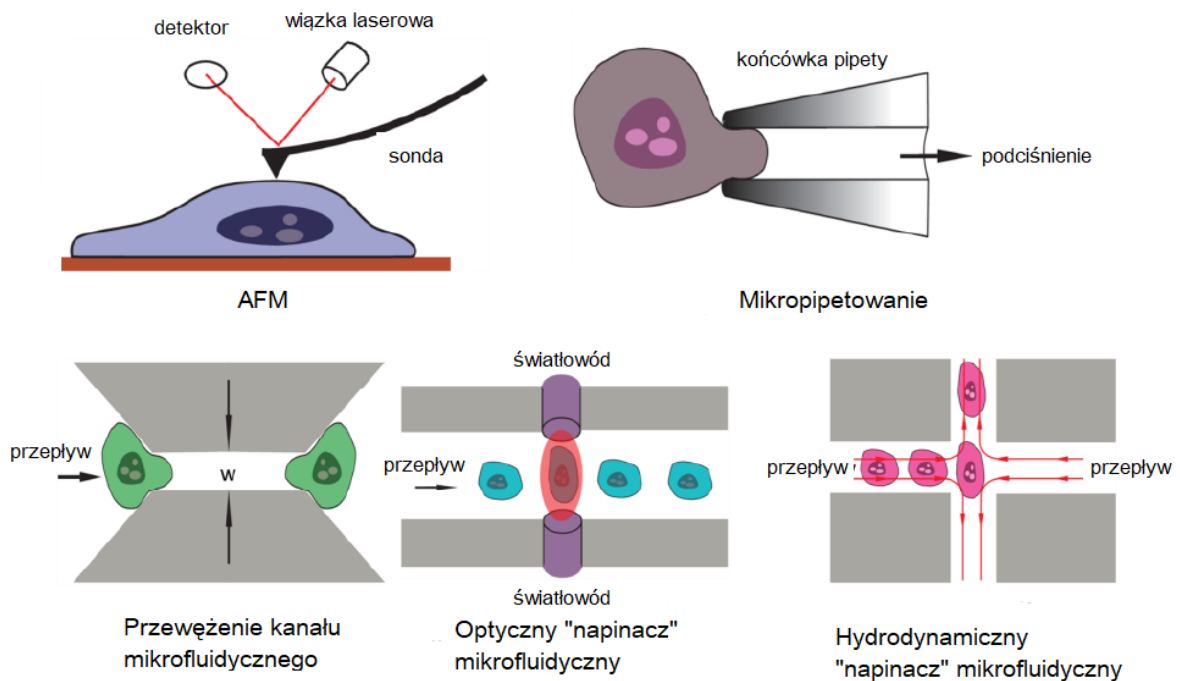 detektor
wiązka laserowa
sonda
AFM
końcówka pipety
podciśnienie
Mikropipetowanie
przepływ
w
Przewężenie kanału
mikrofluidycznego
światłowód
przepływ
światłowód
Optyczny "napinacz"
mikrofluidyczny
przepływ
przepływ
Hydrodynamiczny
"napinacz" mikrofluidyczny